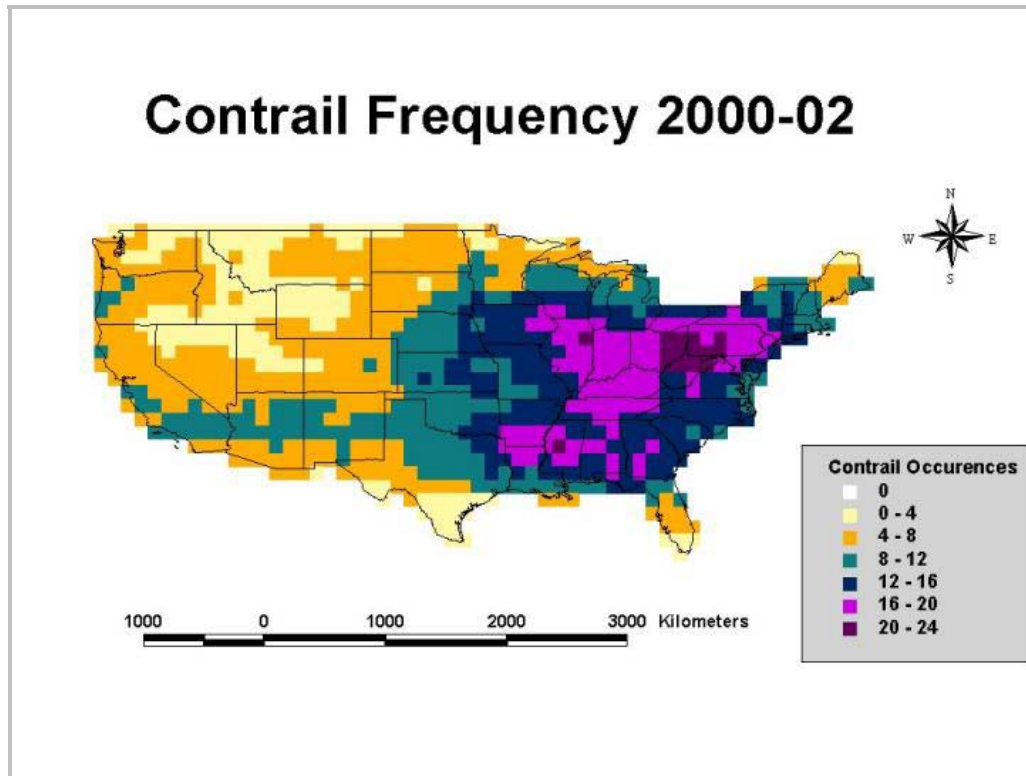 Contrail Frequency 2000-02
N
W E
S
Contrail Occurences
0
0 - 4
4 - 8
8 - 12
12 - 16
16 - 20
20 - 24
1000 0 1000 2000 3000 Kilometers